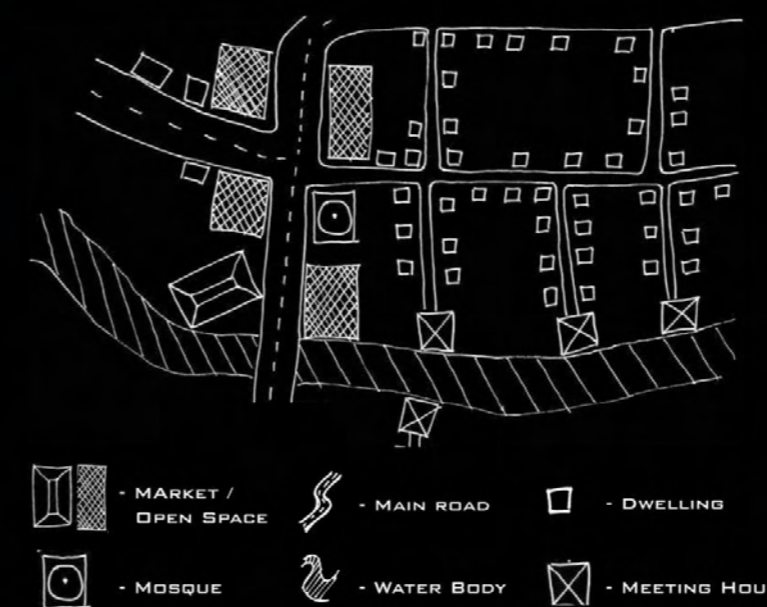 - MARKET /
OPEN SPACE
- MAIN ROAD
- DWELLING
- MOSQUE
- WATER BODY
- MEETING HOU